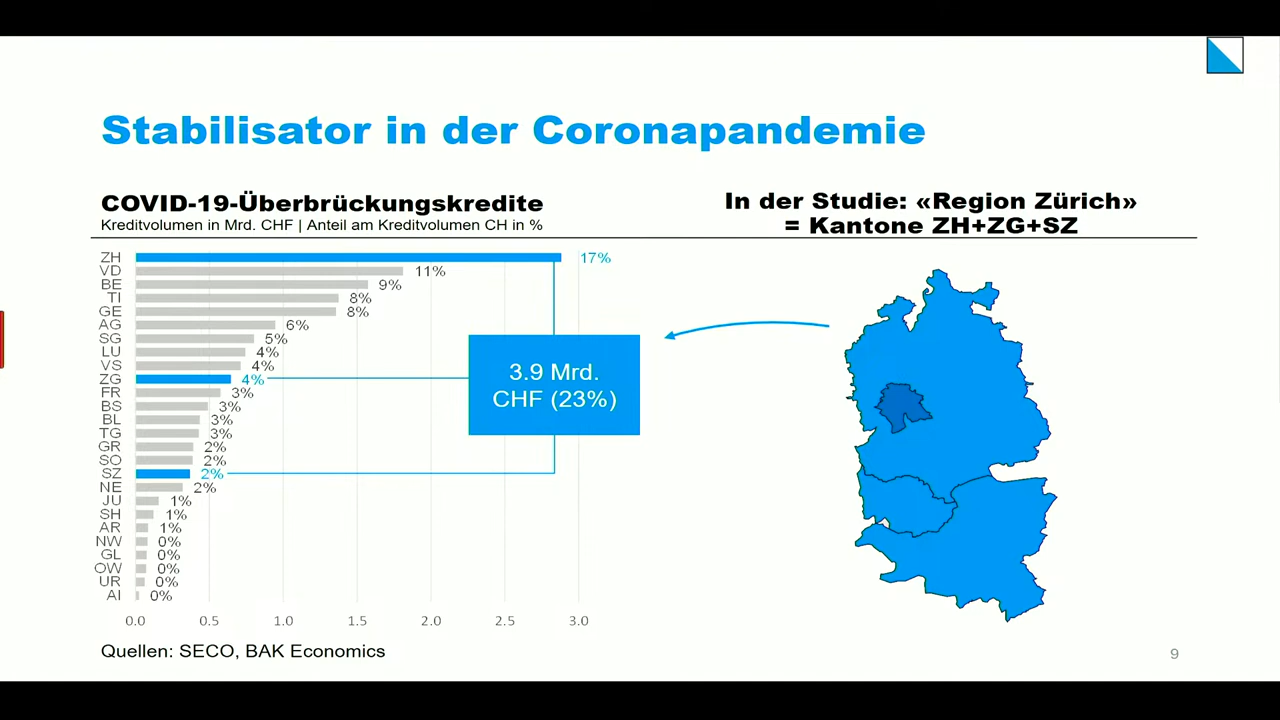 Stabilisator in der Coronapandemie
COVID-19-Überbrückungskredite
Kreditvolumen in Mrd. CHF | Anteil am Kreditvolumen CH in %
In der Studie: «Region Zürich»
= Kantone ZH+ZG+SZ
ZH 17%
VD 11%
BE 9%
TI 8%
GE 8%
AG 6%
SG 5%
LU 4%
VS 4%
ZG 4%
FR 3%
BS 3%
BL 3%
TG 3%
GR 2%
SO 2%
SZ 2%
NE 2%
JU 1%
SH 1%
AR 1%
NW 0%
GL 0%
OW 0%
UR 0%
AI 0%
3.9 Mrd.
CHF (23%)
0.0 0.5 1.0 1.5 2.0 2.5 3.0
Quellen: SECO, BAK Economics
9